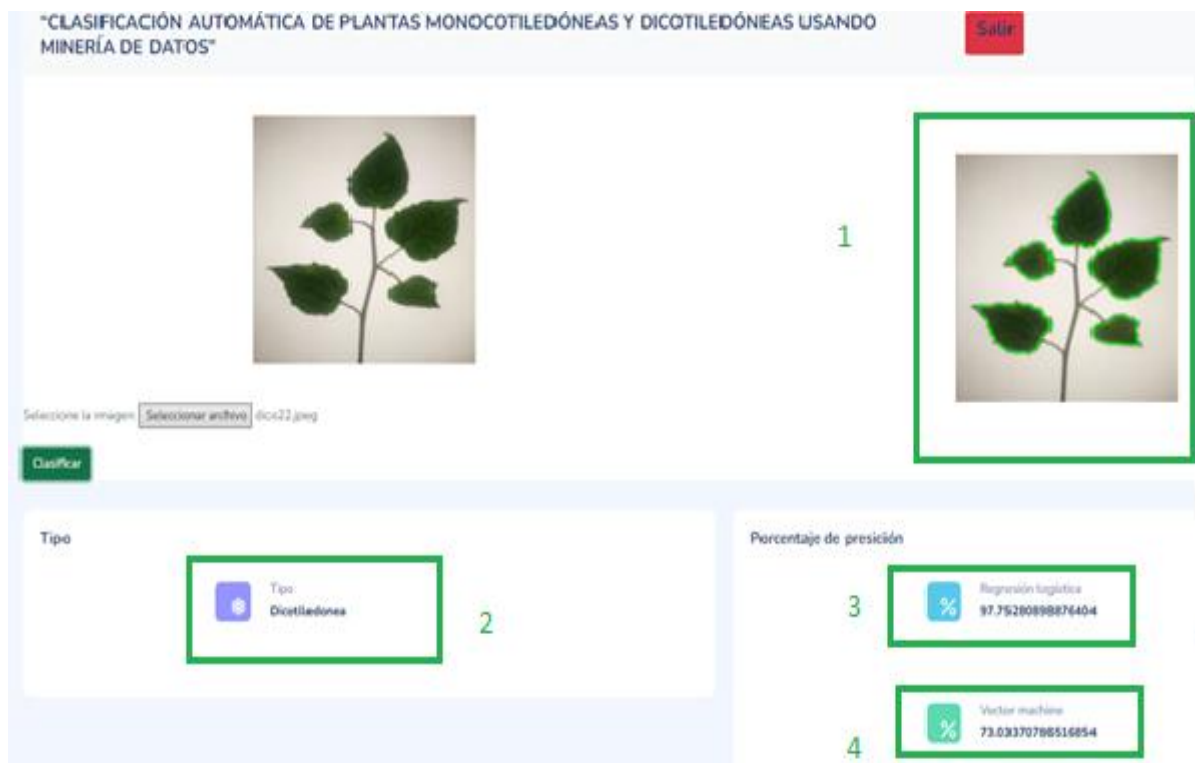 "CLASIFICACIÓN AUTOMÁTICA DE PLANTAS MONOCOTILEDÓNEAS Y DICOTILEDÓNEAS USANDO
MINERÍA DE DATOS"
Salir
1
Seleccione la imagen Seleccionar archivo dico22.jpeg
Clasificar
Tipo
Tipo
Dicotiledonea
2
Porcentaje de presición
3
%
Regresión logística
97.75280898876404
4
%
Vector machine
73.03370786516854